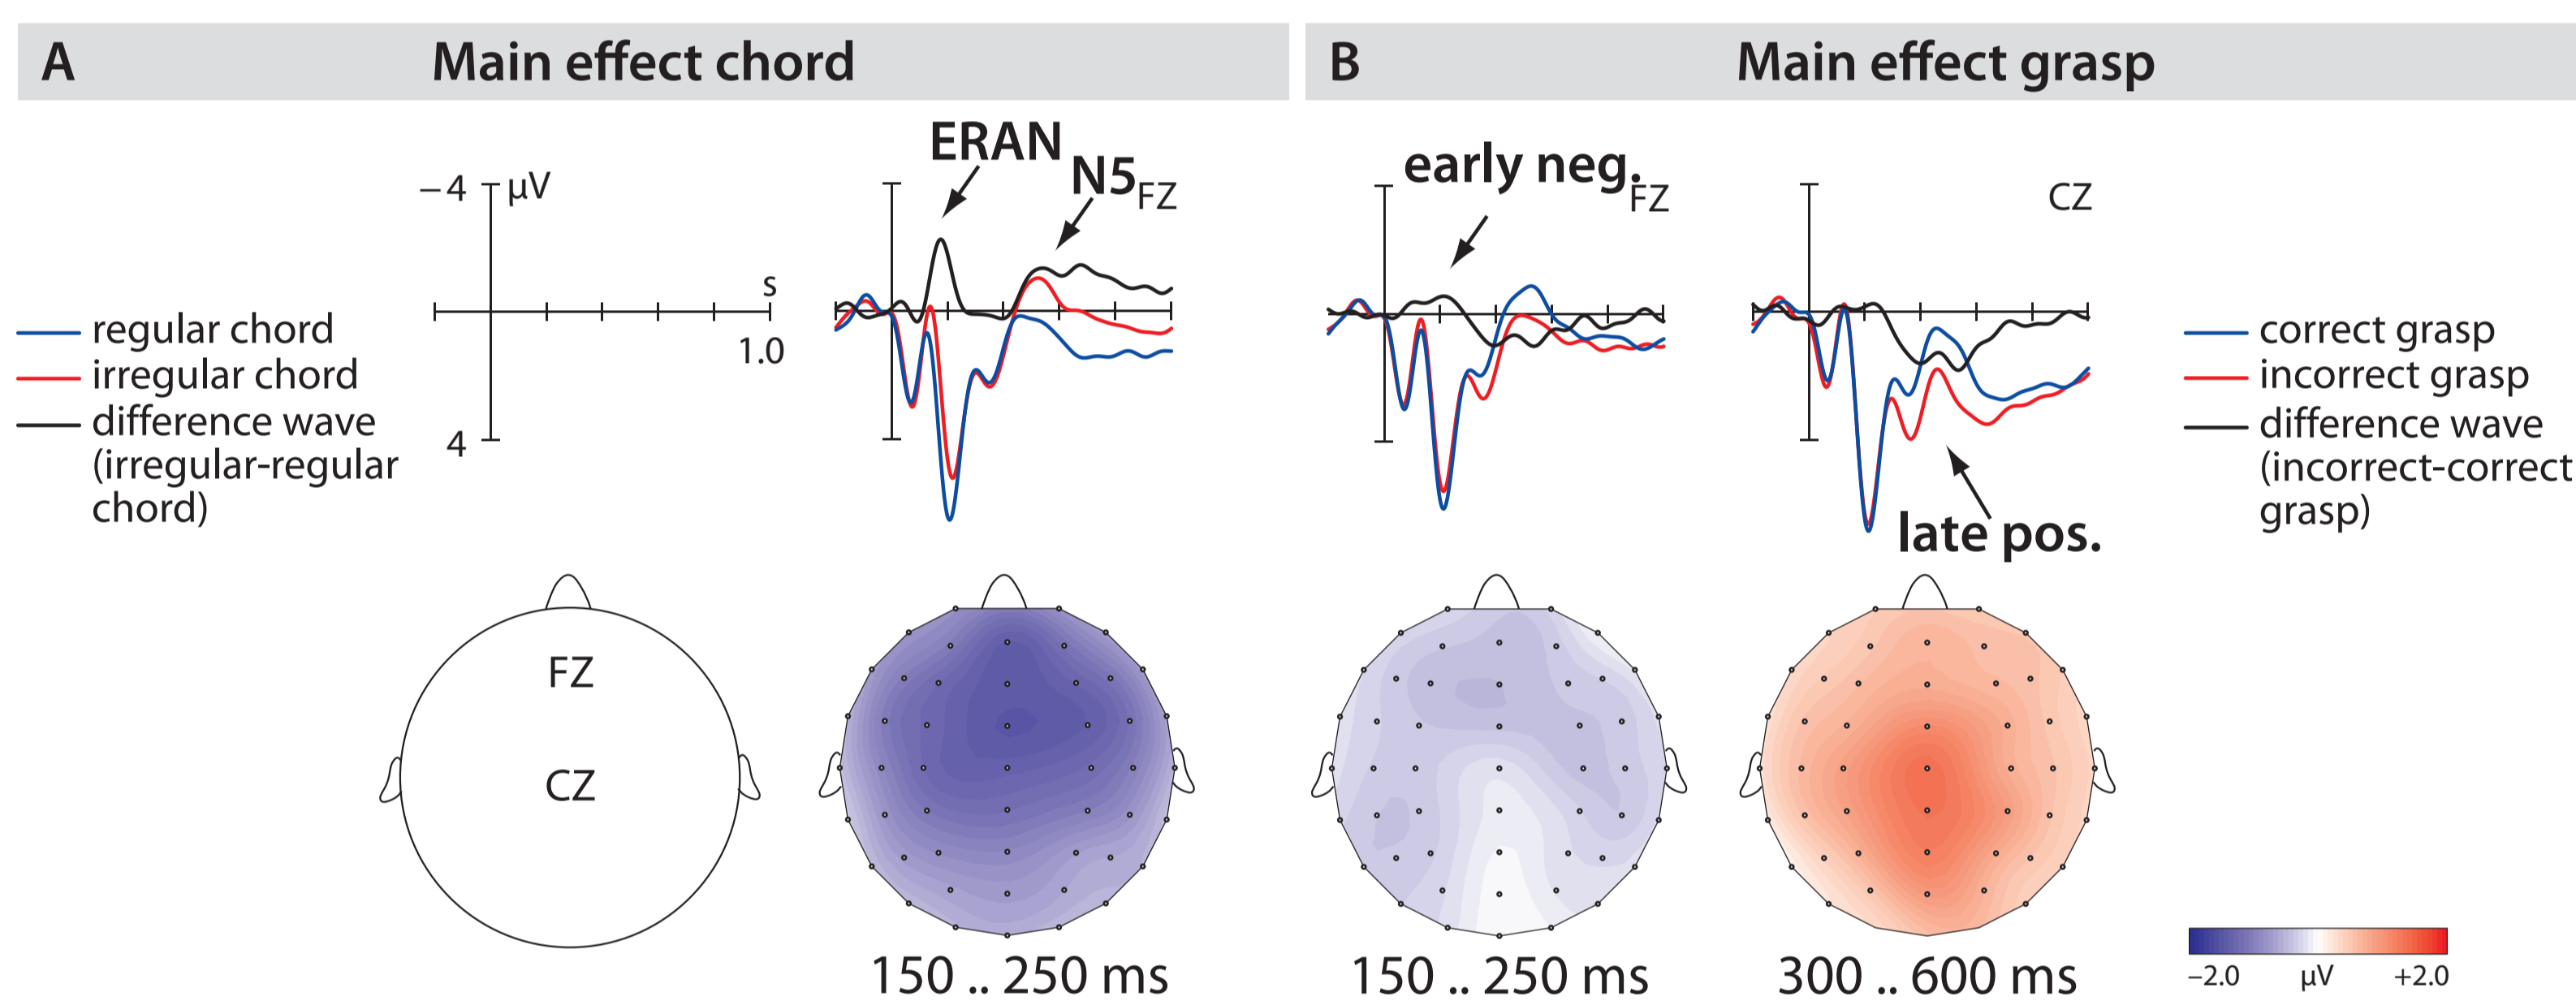 A
Main effect chord
B
Main effect grasp
ERAN
N5
FZ
−4
μV
s
1.0
4
regular chord
irregular chord
difference wave
(irregular-regular
chord)
early neg.
FZ
CZ
late pos.
correct grasp
incorrect grasp
difference wave
(incorrect-correct
grasp)
FZ
CZ
150 .. 250 ms
150 .. 250 ms
300 .. 600 ms
−2.0
μV
+2.0